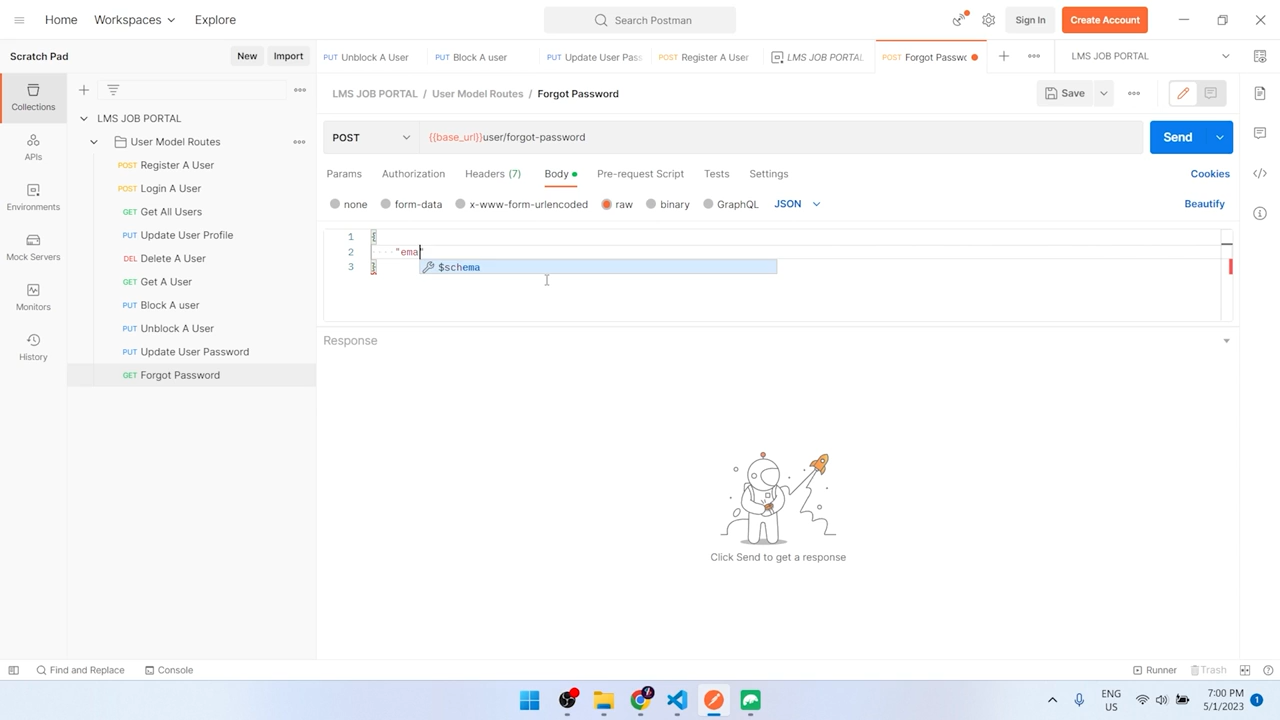 Home Workspaces Explore Search Postman Sign In Create Account
Scratch Pad New Import PUT Unblock A User PUT Block A user PUT Update User Pass POST Register A User LMS JOB PORTAL POST Forgot Passwo LMS JOB PORTAL
Collections
APIs
Environments
Mock Servers
Monitors
History
LMS JOB PORTAL
User Model Routes
POST Register A User
POST Login A User
GET Get All Users
PUT Update User Profile
DEL Delete A User
GET Get A User
PUT Block A user
PUT Unblock A User
PUT Update User Password
GET Forgot Password
LMS JOB PORTAL / User Model Routes / Forgot Password Save
POST {{base_url}}user/forgot-password Send
Params Authorization Headers (7) Body Pre-request Script Tests Settings Cookies
none form-data x-www-form-urlencoded raw binary GraphQL JSON Beautify
1 {
2 "ema"
$schema
3 }
Response
Click Send to get a response
Find and Replace Console Runner Trash
ENG
US
7:00 PM
5/1/2023
1